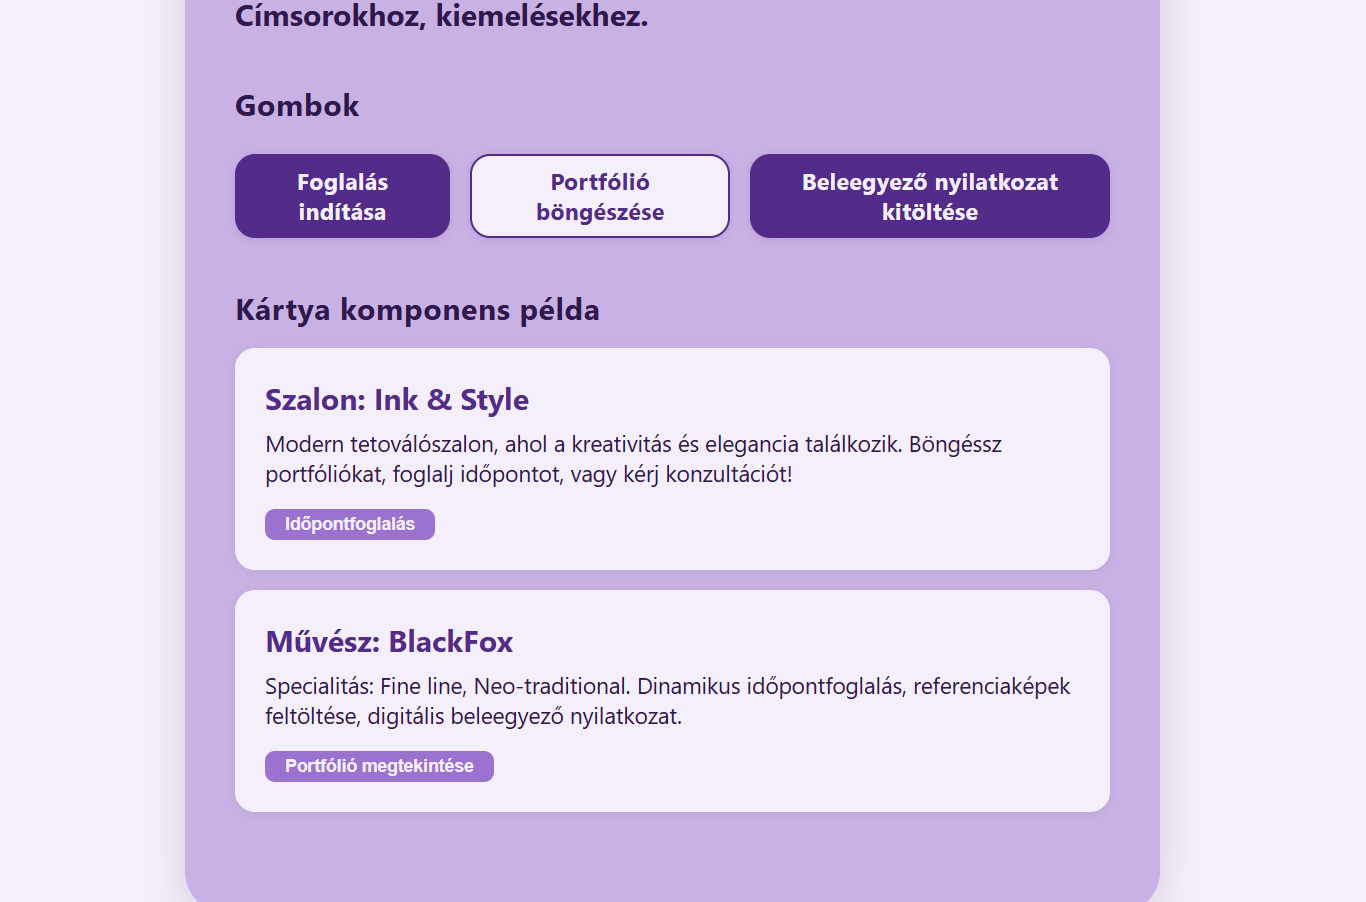 Címsorokhoz, kiemelésekhez.
Gombok
Foglalás
indítása
Portfólió
böngészése
Beleegyező nyilatkozat
kitöltése
Kártya komponens példa
Szalon: Ink & Style
Modern tetoválószalon, ahol a kreativitás és elegancia találkozik. Böngéssz
portfóliókat, foglalj időpontot, vagy kérj konzultációt!
Időpontfoglalás
Művész: BlackFox
Specialitás: Fine line, Neo-traditional. Dinamikus időpontfoglalás, referenciaképek
feltöltése, digitális beleegyező nyilatkozat.
Portfólió megtekintése